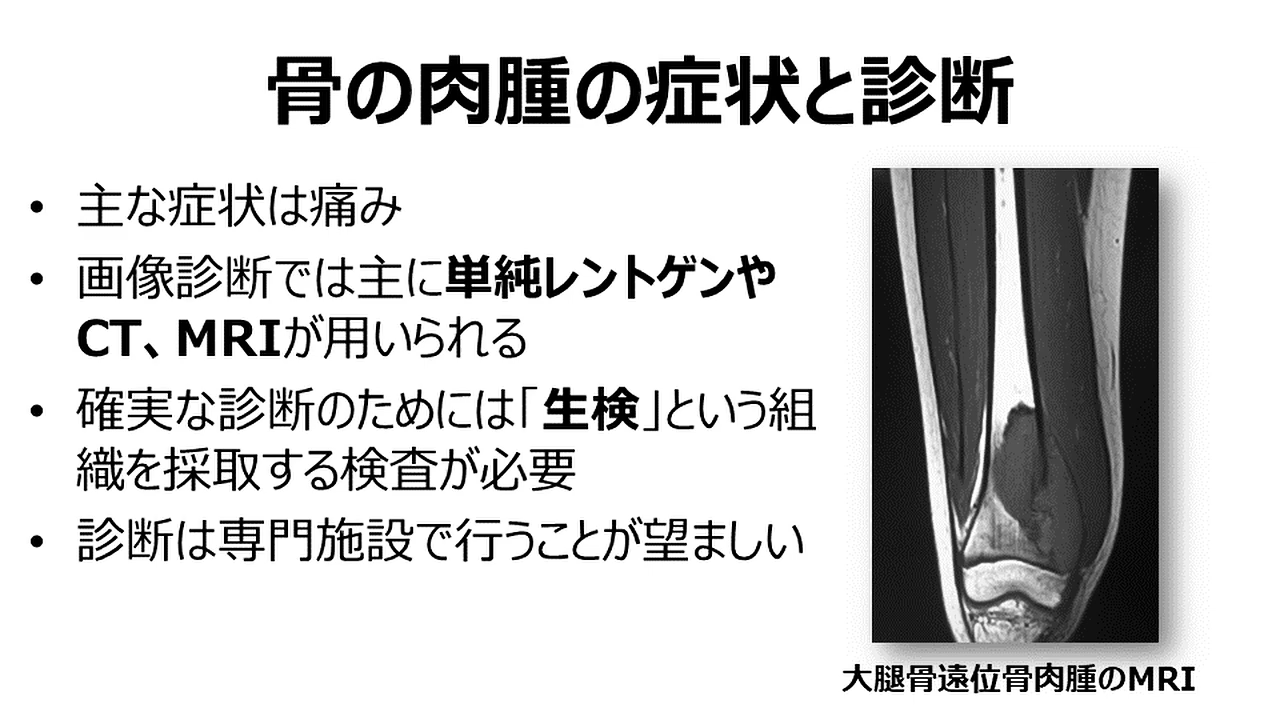 骨の肉腫の症状と診断
• 主な症状は痛み
• 画像診断では主に単純レントゲンや
CT、MRIが用いられる
• 確実な診断のためには「生検」という組
織を採取する検査が必要
• 診断は専門施設で行うことが望ましい
大腿骨遠位骨肉腫のMRI